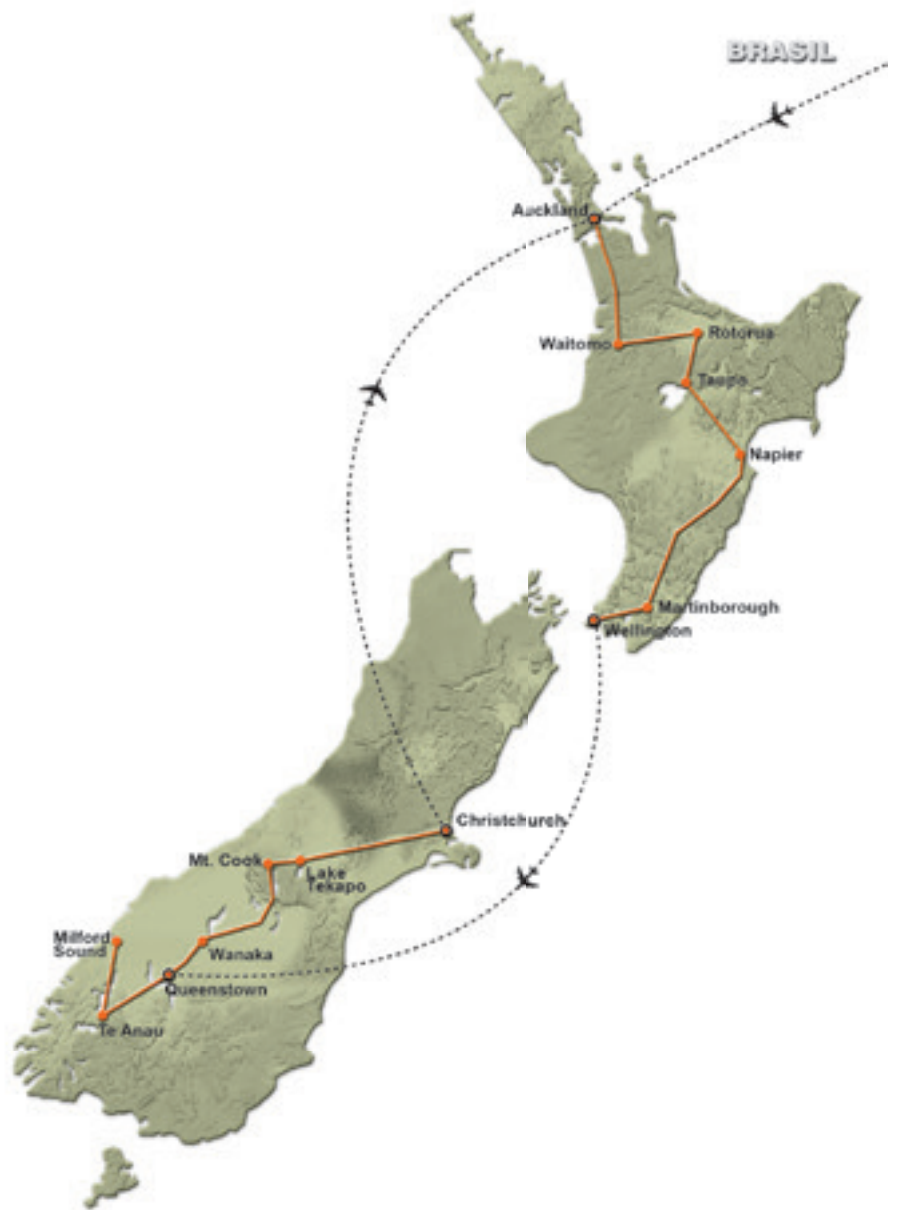 BRASIL
Auckland
Waitomo
Rotorua
Taupo
Napier
Martinborough
Wellington
Christchurch
Mt. Cook
Lake
Tekapo
Milford
Sound
Wanaka
Queenstown
Te Anau